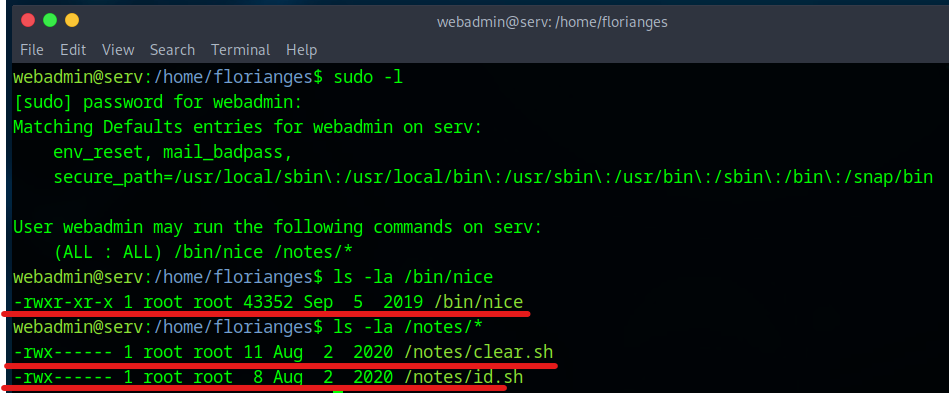 webadmin@serv: /home/florianges
File Edit View Search Terminal Help
webadmin@serv:/home/florianges$ sudo -l
[sudo] password for webadmin:
Matching Defaults entries for webadmin on serv:
    env_reset, mail_badpass,
    secure_path=/usr/local/sbin\:/usr/local/bin\:/usr/sbin\:/usr/bin\:/sbin\:/bin\:/snap/bin

User webadmin may run the following commands on serv:
    (ALL : ALL) /bin/nice /notes/*
webadmin@serv:/home/florianges$ ls -la /bin/nice
-rwxr-xr-x 1 root root 43352 Sep  5  2019 /bin/nice
webadmin@serv:/home/florianges$ ls -la /notes/*
-rwx------ 1 root root 11 Aug  2  2020 /notes/clear.sh
-rwx------ 1 root root  8 Aug  2  2020 /notes/id.sh